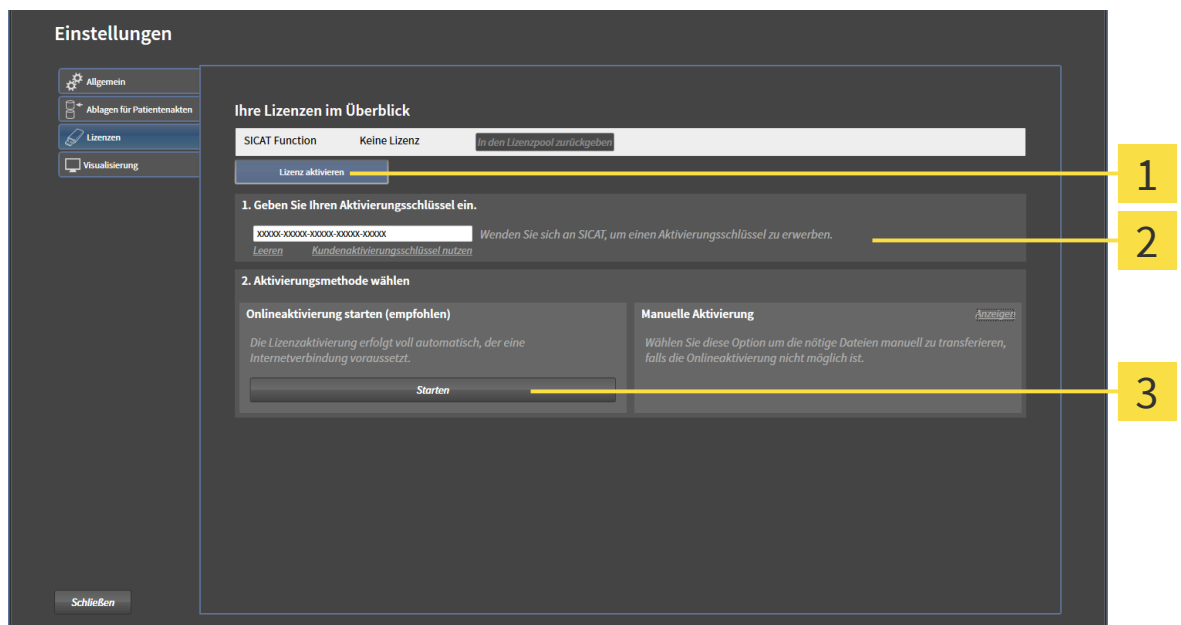 Einstellungen
Allgemein
Ablagen für Patientenakten
Lizenzen
Visualisierung
Ihre Lizenzen im Überblick
SICAT Function Keine Lizenz In den Lizenzpool zurückgeben
Lizenz aktivieren
1
1. Geben Sie Ihren Aktivierungsschlüssel ein.
XXXXX-XXXXX-XXXXX-XXXXX-XXXXX Wenden Sie sich an SICAT, um einen Aktivierungsschlüssel zu erwerben.
2
Leeren Kundenaktivierungsschlüssel nutzen
2. Aktivierungsmethode wählen
Onlineaktivierung starten (empfohlen)
Die Lizenzaktivierung erfolgt voll automatisch, der eine
Internetverbindung voraussetzt.
Starten
Manuelle Aktivierung Anzeigen
Wählen Sie diese Option um die nötige Dateien manuell zu transferieren,
falls die Onlineaktivierung nicht möglich ist.
3
Schließen